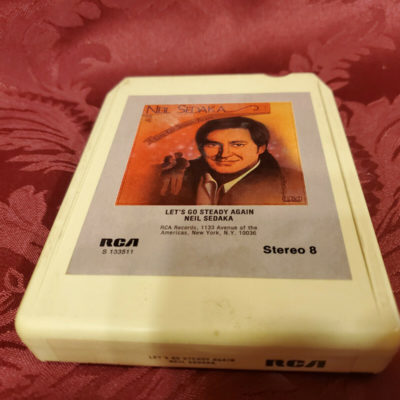 NEIL SEDAKA
LET'S GO STEADY AGAIN
NEIL SEDAKA
RCA Records, 1133 Avenue of the
Americas, New York, N.Y. 10036
RCA
S 133511
Stereo 8
LET'S GO STEADY AGAIN
NEIL SEDAKA
RCA